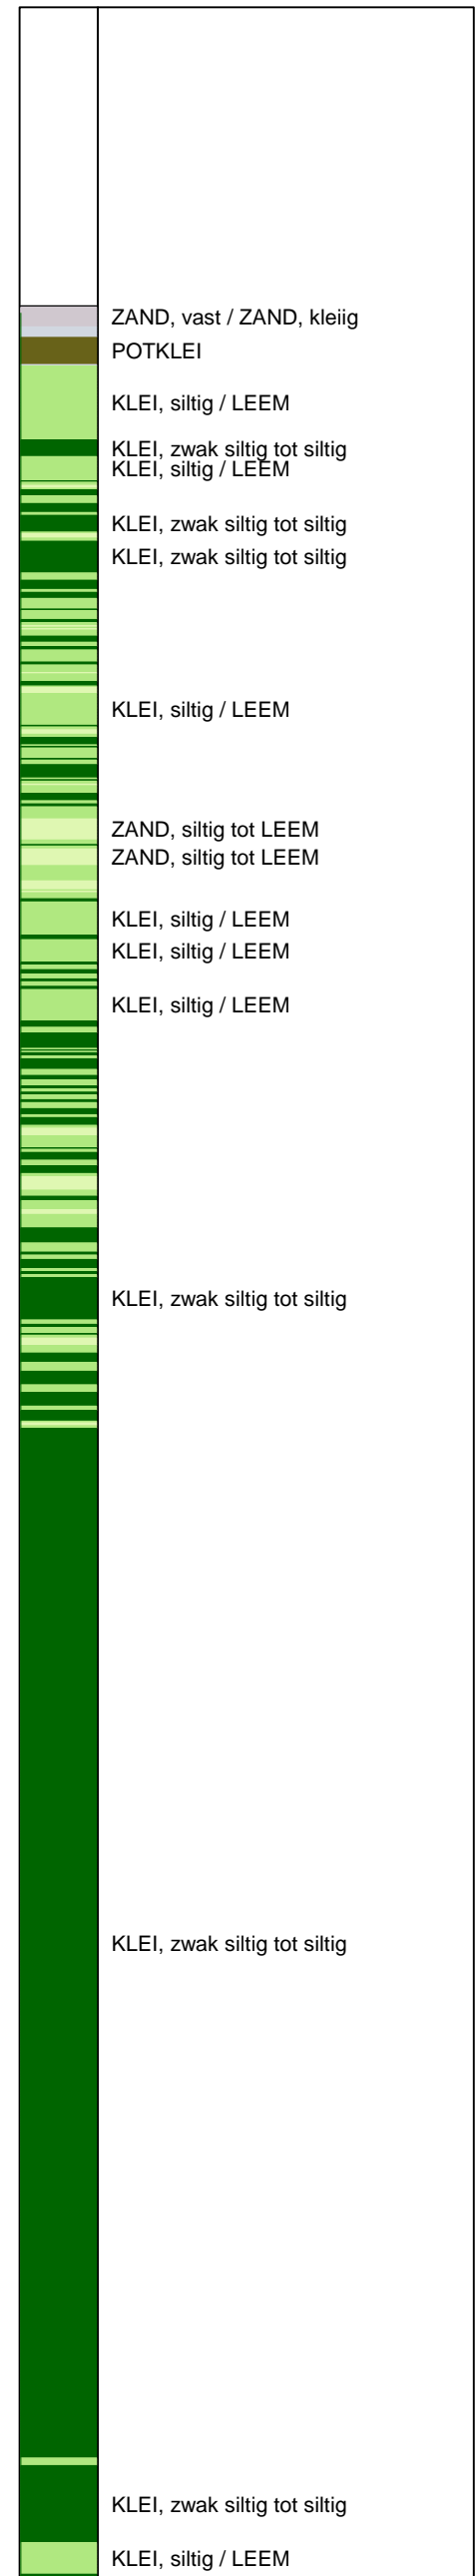 ZAND, vast / ZAND, kleiig
POTKLEI
KLEI, siltig / LEEM
KLEI, zwak siltig tot siltig
KLEI, siltig / LEEM
KLEI, zwak siltig tot siltig
KLEI, zwak siltig tot siltig
KLEI, siltig / LEEM
ZAND, siltig tot LEEM
ZAND, siltig tot LEEM
KLEI, siltig / LEEM
KLEI, siltig / LEEM
KLEI, siltig / LEEM
KLEI, zwak siltig tot siltig
KLEI, zwak siltig tot siltig
KLEI, zwak siltig tot siltig
KLEI, siltig / LEEM